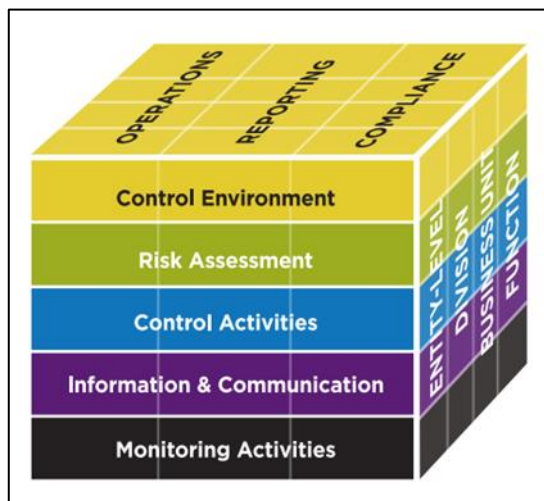 OPERATIONS
REPORTING
COMPLIANCE
Control Environment
Risk Assessment
Control Activities
Information & Communication
Monitoring Activities
ENTITY-LEVEL
DIVISION
BUSINESS UNIT
FUNCTION